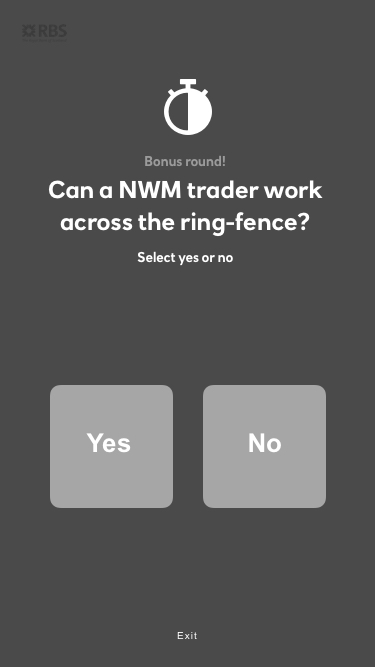 RBS
Bonus round!
Can a NWM trader work
across the ring-fence?
Select yes or no
Yes
No
Exit